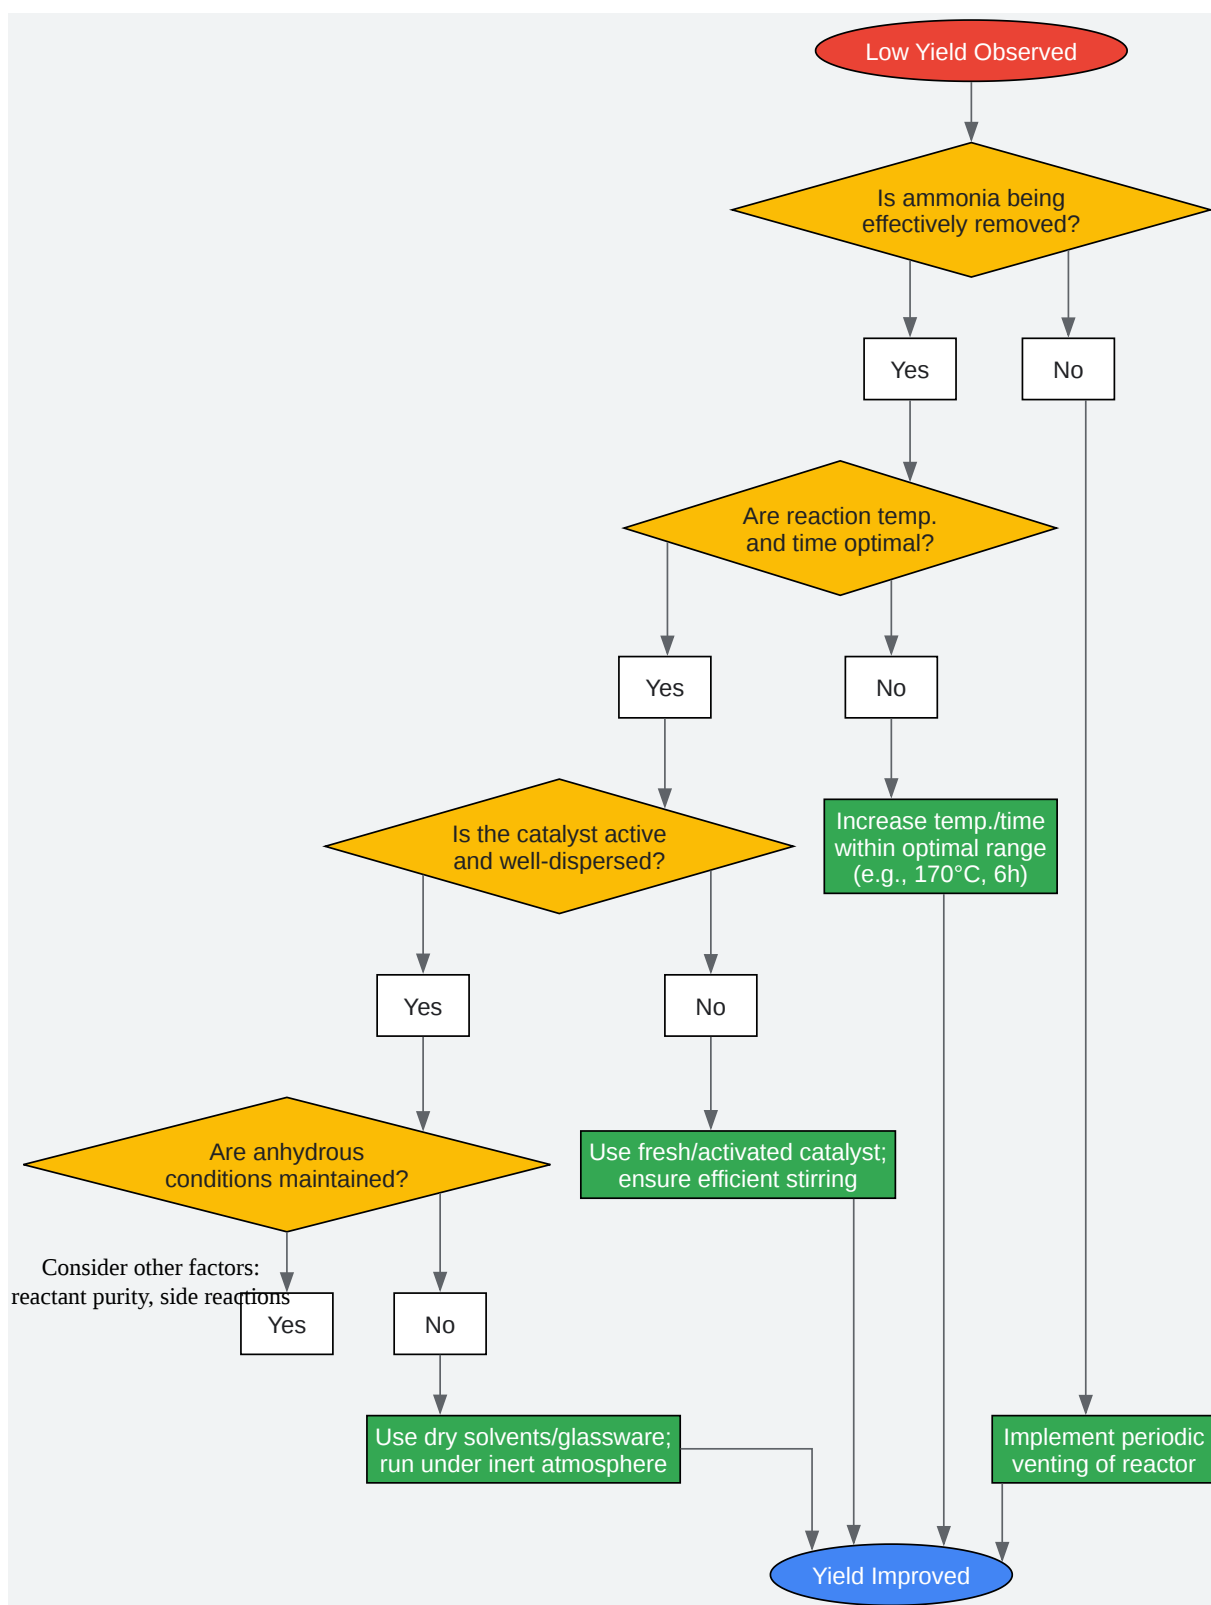 Low Yield Observed
Is ammonia being
effectively removed?
Yes
No
Are reaction temp.
and time optimal?
Yes
No
Is the catalyst active
and well-dispersed?
Increase temp./time
within optimal range
(e.g., 170°C, 6h)
Yes
No
Are anhydrous
conditions maintained?
Use fresh/activated catalyst;
ensure efficient stirring
Consider other factors:
reactant purity, side reactions
Yes
No
Use dry solvents/glassware;
run under inert atmosphere
Implement periodic
venting of reactor
Yield Improved